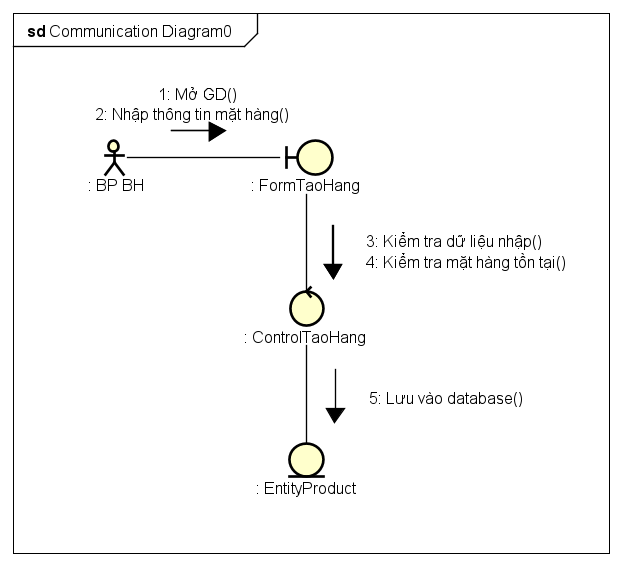 sd Communication Diagram0
1: Mở GD()
2: Nhập thông tin mặt hàng()
: BP BH
: FormTaoHang
3: Kiểm tra dữ liệu nhập()
4: Kiểm tra mặt hàng tồn tại()
: ControlTaoHang
5: Lưu vào database()
: EntityProduct